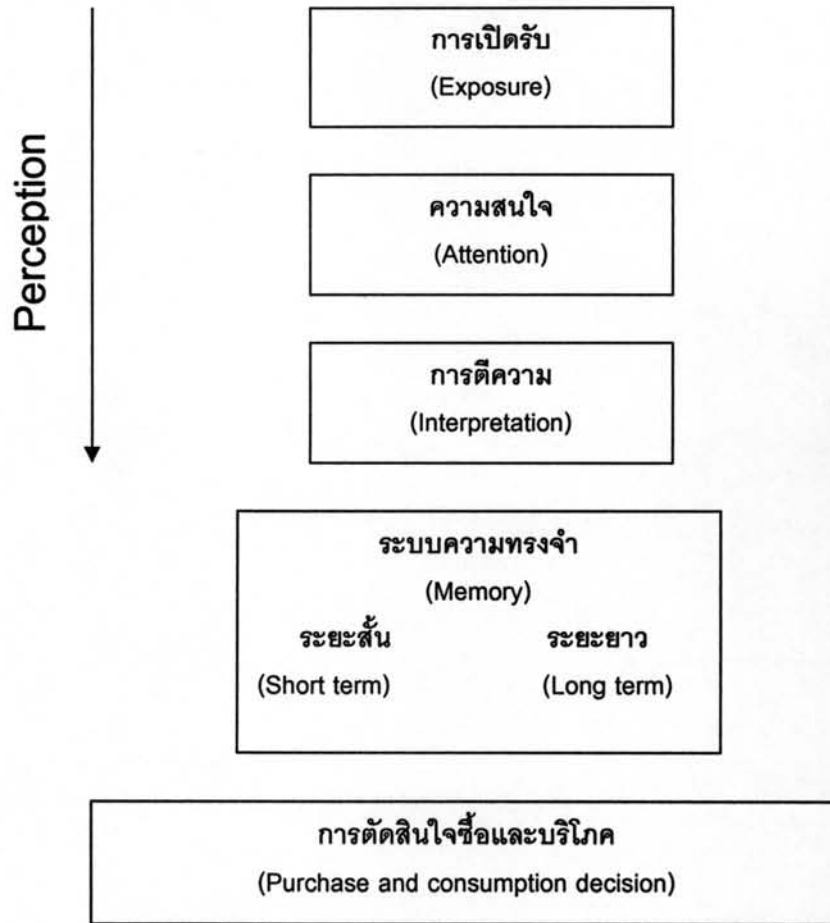 Perception
การเปิดรับ
(Exposure)
ความสนใจ
(Attention)
การตีความ
(Interpretation)
ระบบความทรงจำ
(Memory)
ระยะสั้น ระยะยาว
(Short term) (Long term)
การตัดสินใจซื้อและบริโภค
(Purchase and consumption decision)